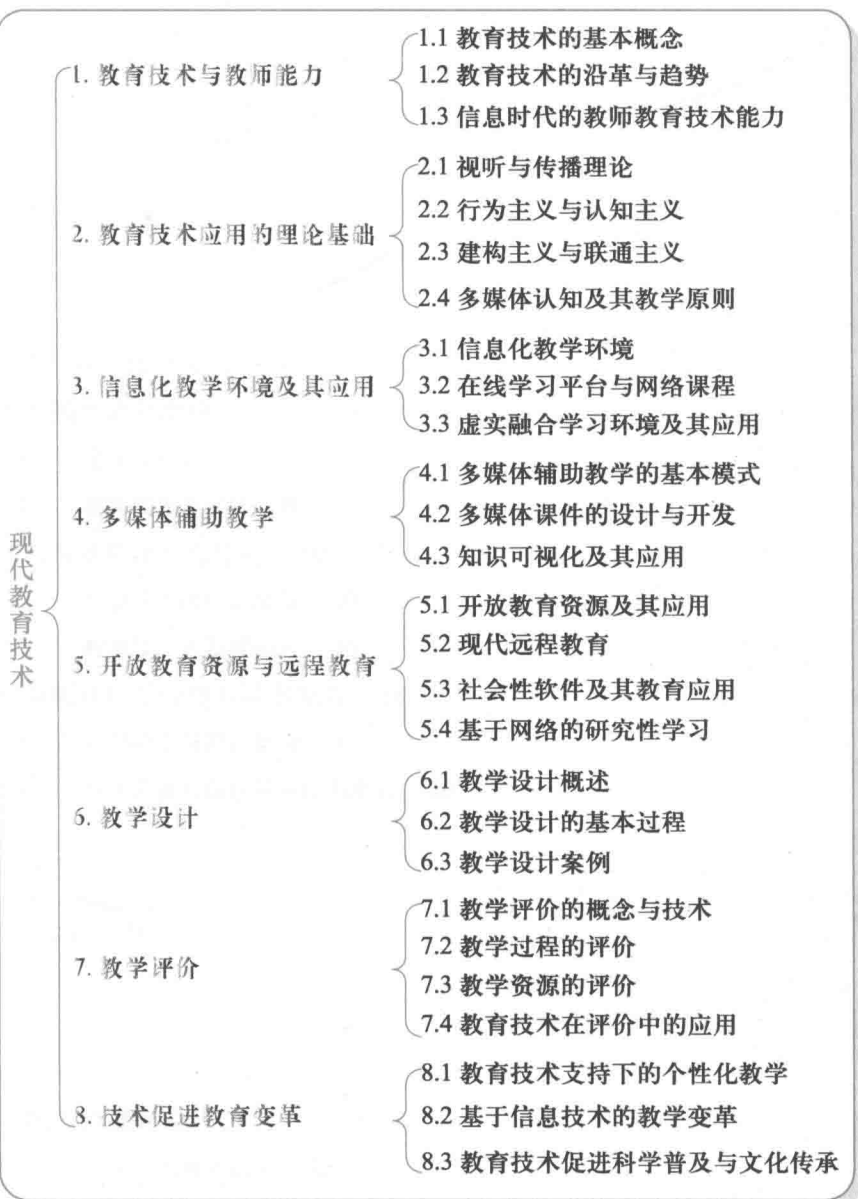 现代教育技术
1. 教育技术与教师能力
1.1 教育技术的基本概念
1.2 教育技术的沿革与趋势
1.3 信息时代的教师教育技术能力
2. 教育技术应用的理论基础
2.1 视听与传播理论
2.2 行为主义与认知主义
2.3 建构主义与联通主义
2.4 多媒体认知及其教学原则
3. 信息化教学环境及其应用
3.1 信息化教学环境
3.2 在线学习平台与网络课程
3.3 虚实融合学习环境及其应用
4. 多媒体辅助教学
4.1 多媒体辅助教学的基本模式
4.2 多媒体课件的设计与开发
4.3 知识可视化及其应用
5. 开放教育资源与远程教育
5.1 开放教育资源及其应用
5.2 现代远程教育
5.3 社会性软件及其教育应用
5.4 基于网络的研究性学习
6. 教学设计
6.1 教学设计概述
6.2 教学设计的基本过程
6.3 教学设计案例
7. 教学评价
7.1 教学评价的概念与技术
7.2 教学过程的评价
7.3 教学资源的评价
7.4 教育技术在评价中的应用
8. 技术促进教育变革
8.1 教育技术支持下的个性化教学
8.2 基于信息技术的教学变革
8.3 教育技术促进科学普及与文化传承